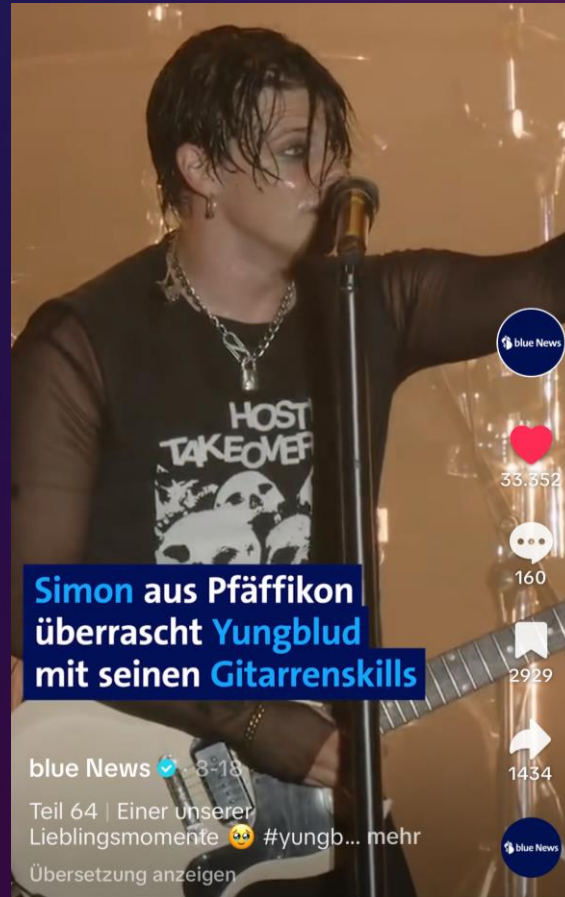 HOST
TAKEOVER
blue News
33.352
160
2929
1434
Simon aus Pfäffikon
überrascht Yungblud
mit seinen Gitarrenskills
blue News · 8-18
Teil 64 | Einer unserer
Lieblingsmomente 🥹 #yungb... mehr
Übersetzung anzeigen
blue News